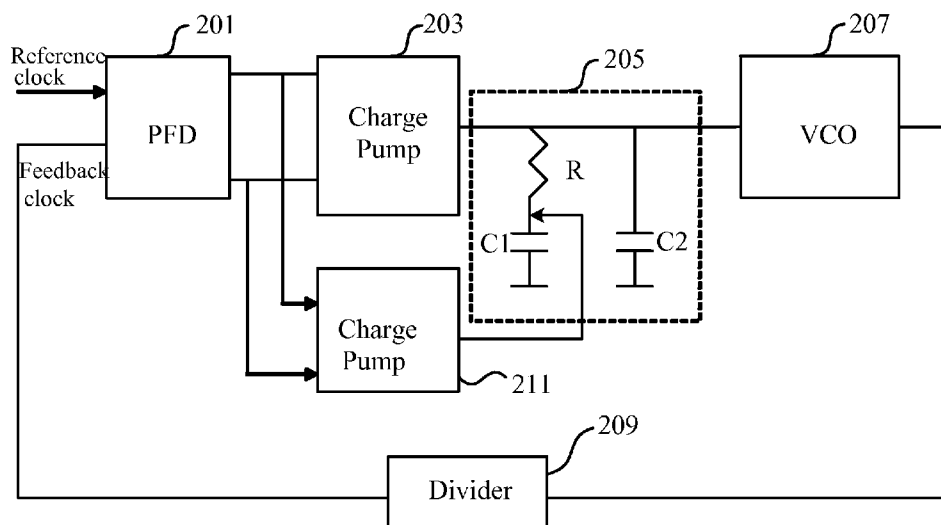 201
203
207
Reference
clock
205
PFD
Charge
Pump
VCO
Feedback
clock
R
C1
C2
Charge
Pump
211
209
Divider